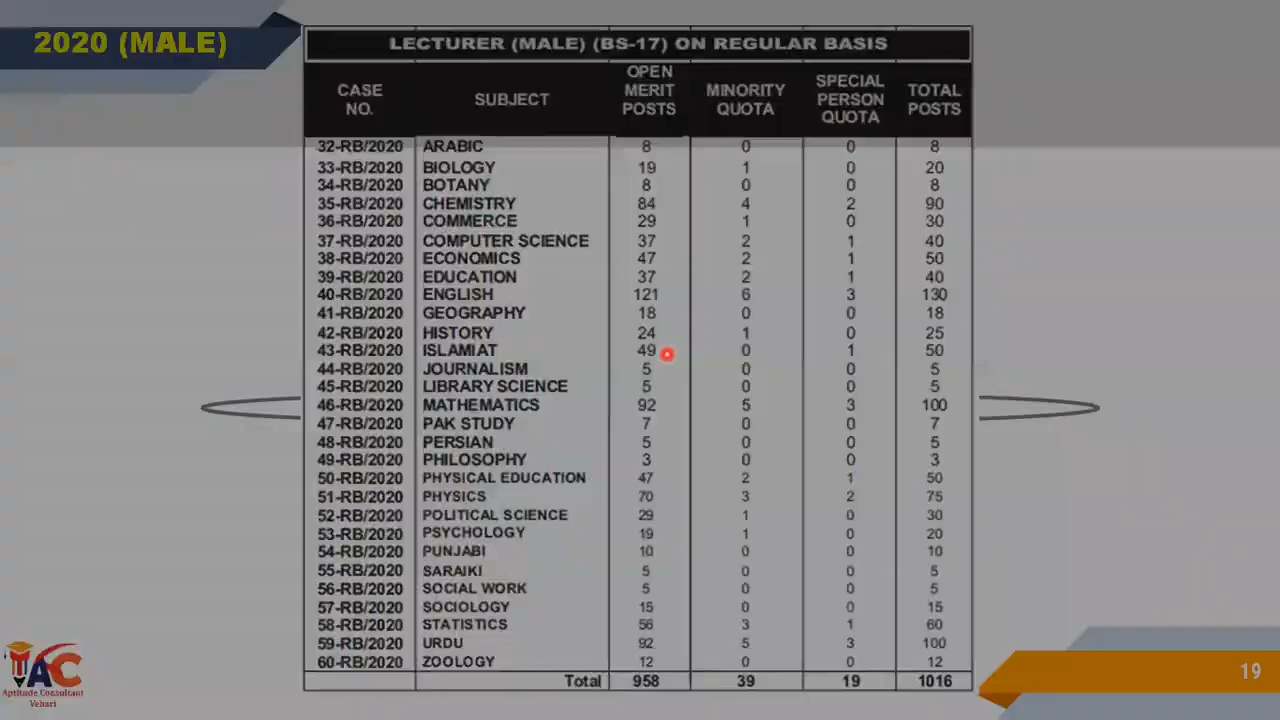 2020 (MALE)
LECTURER (MALE) (BS-17) ON REGULAR BASIS
CASE NO. SUBJECT OPEN MERIT POSTS MINORITY QUOTA SPECIAL PERSON QUOTA TOTAL POSTS
32-RB/2020 ARABIC 8 0 0 8
33-RB/2020 BIOLOGY 19 1 0 20
34-RB/2020 BOTANY 8 0 0 8
35-RB/2020 CHEMISTRY 84 4 2 90
36-RB/2020 COMMERCE 29 1 0 30
37-RB/2020 COMPUTER SCIENCE 37 2 1 40
38-RB/2020 ECONOMICS 47 2 1 50
39-RB/2020 EDUCATION 37 2 1 40
40-RB/2020 ENGLISH 121 6 3 130
41-RB/2020 GEOGRAPHY 18 0 0 18
42-RB/2020 HISTORY 24 1 0 25
43-RB/2020 ISLAMIAT 49 0 1 50
44-RB/2020 JOURNALISM 5 0 0 5
45-RB/2020 LIBRARY SCIENCE 5 0 0 5
46-RB/2020 MATHEMATICS 92 5 3 100
47-RB/2020 PAK STUDY 7 0 0 7
48-RB/2020 PERSIAN 5 0 0 5
49-RB/2020 PHILOSOPHY 3 0 0 3
50-RB/2020 PHYSICAL EDUCATION 47 2 1 50
51-RB/2020 PHYSICS 70 3 2 75
52-RB/2020 POLITICAL SCIENCE 29 1 0 30
53-RB/2020 PSYCHOLOGY 19 1 0 20
54-RB/2020 PUNJABI 10 0 0 10
55-RB/2020 SARAIKI 5 0 0 5
56-RB/2020 SOCIAL WORK 5 0 0 5
57-RB/2020 SOCIOLOGY 15 0 0 15
58-RB/2020 STATISTICS 56 3 1 60
59-RB/2020 URDU 92 5 3 100
60-RB/2020 ZOOLOGY 12 0 0 12
Total 958 39 19 1016
AC
Aptitude Consultant
Vehari
19